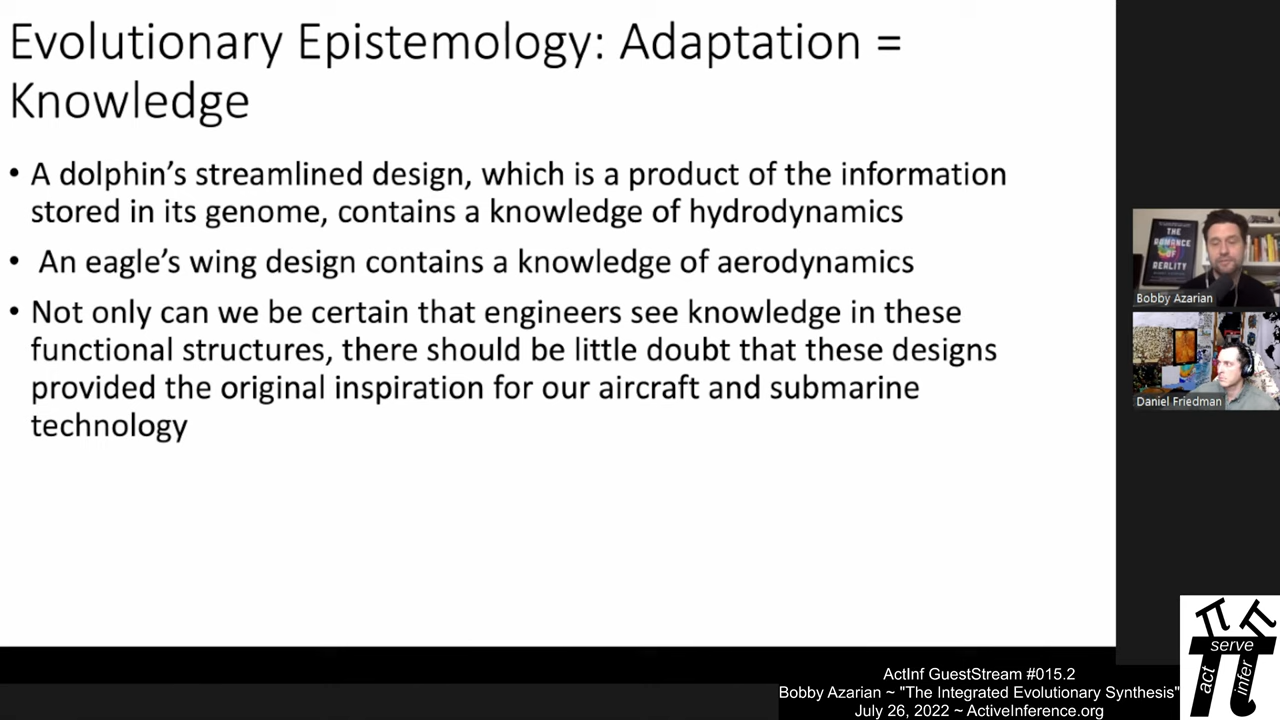 Evolutionary Epistemology: Adaptation =
Knowledge
• A dolphin’s streamlined design, which is a product of the information
stored in its genome, contains a knowledge of hydrodynamics
• An eagle’s wing design contains a knowledge of aerodynamics
• Not only can we be certain that engineers see knowledge in these
functional structures, there should be little doubt that these designs
provided the original inspiration for our aircraft and submarine
technology
THE
ROMANCE
OF
REALITY
Bobby Azarian
Daniel Friedman
serve
act
infer
ActInf GuestStream #015.2
Bobby Azarian ~ "The Integrated Evolutionary Synthesis"
July 26, 2022 ~ ActiveInference.org